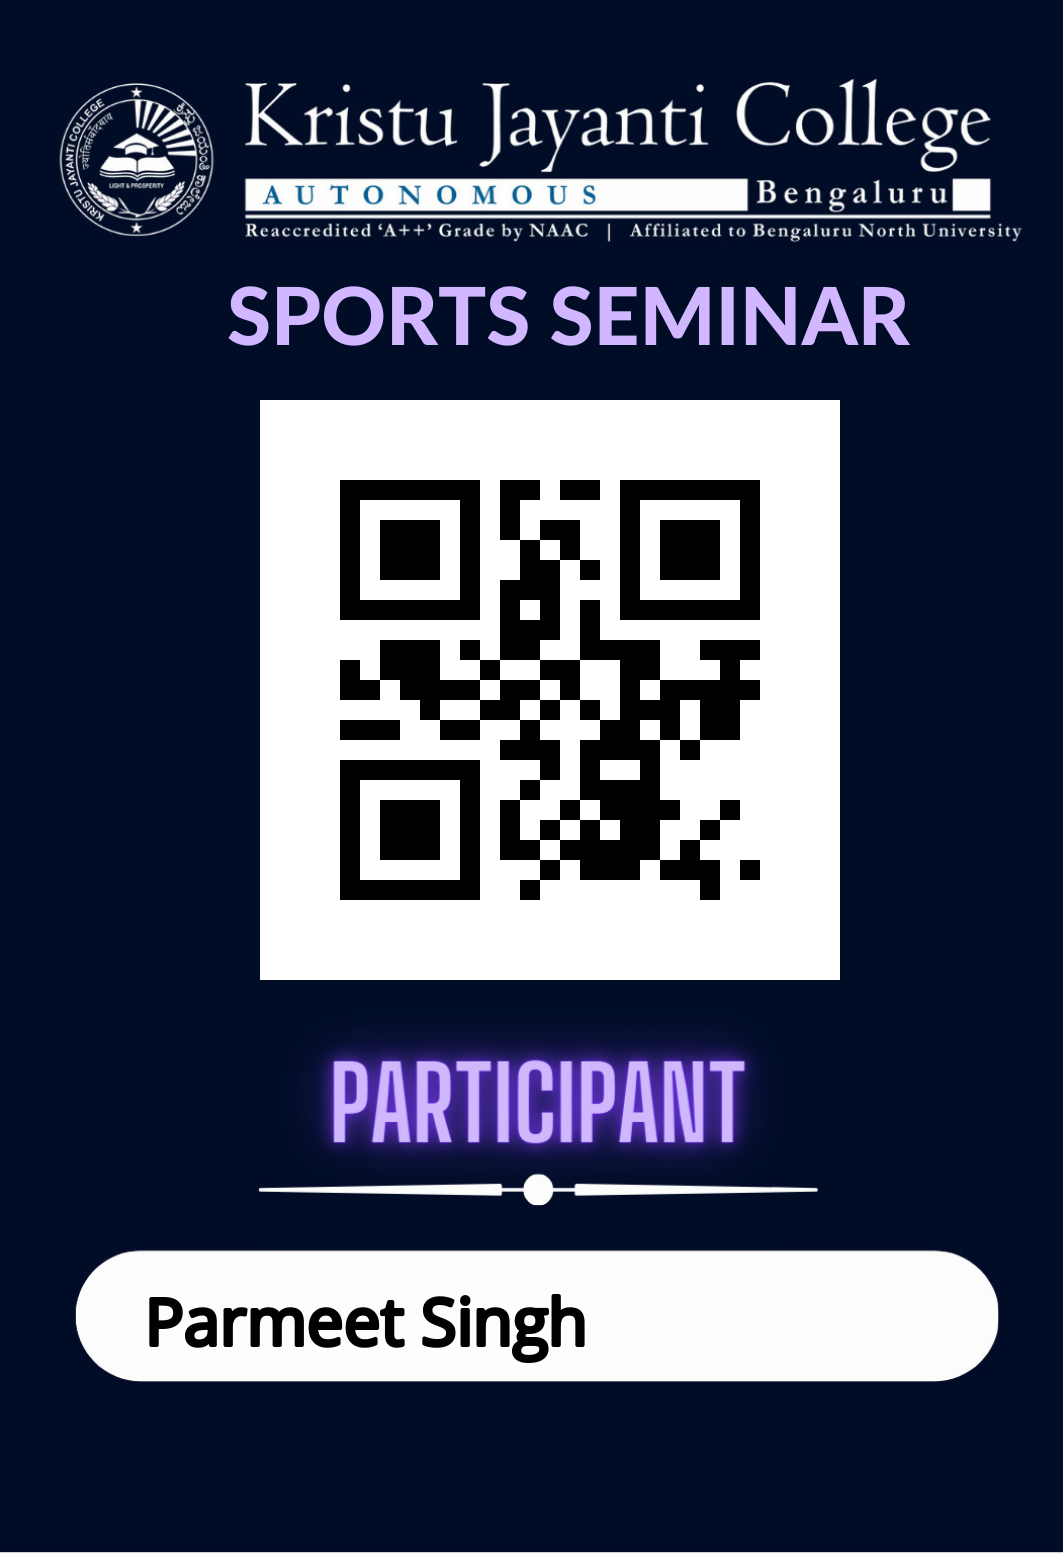 KRISTU JAYANTI COLLEGE
ಕ್ರಿಸ್ತು ಜಯಂತಿ ಕಾಲೇಜು
LIGHT & PROSPERITY
Kristu Jayanti College
AUTONOMOUS Bengaluru
Reaccredited ‘A++’ Grade by NAAC | Affiliated to Bengaluru North University
SPORTS SEMINAR
PARTICIPANT
Parmeet Singh